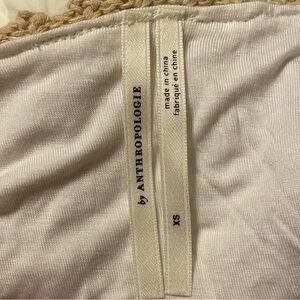 by ANTHROPOLOGIE
made in china
fabriqué en chine
XS